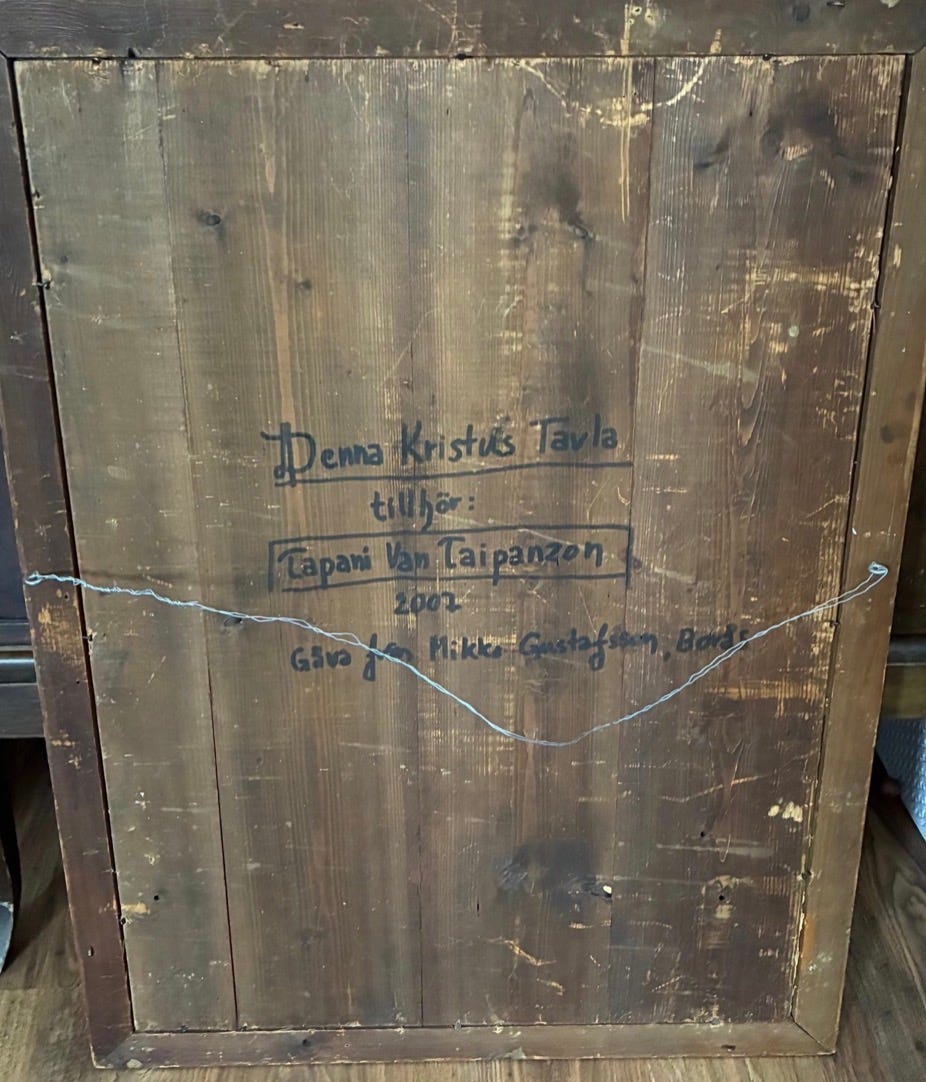 Denna Kristus Tavla
tillhör:
Tapani Van Taipanzon
2002
Gåva från Mikko Gustafsson, Borås